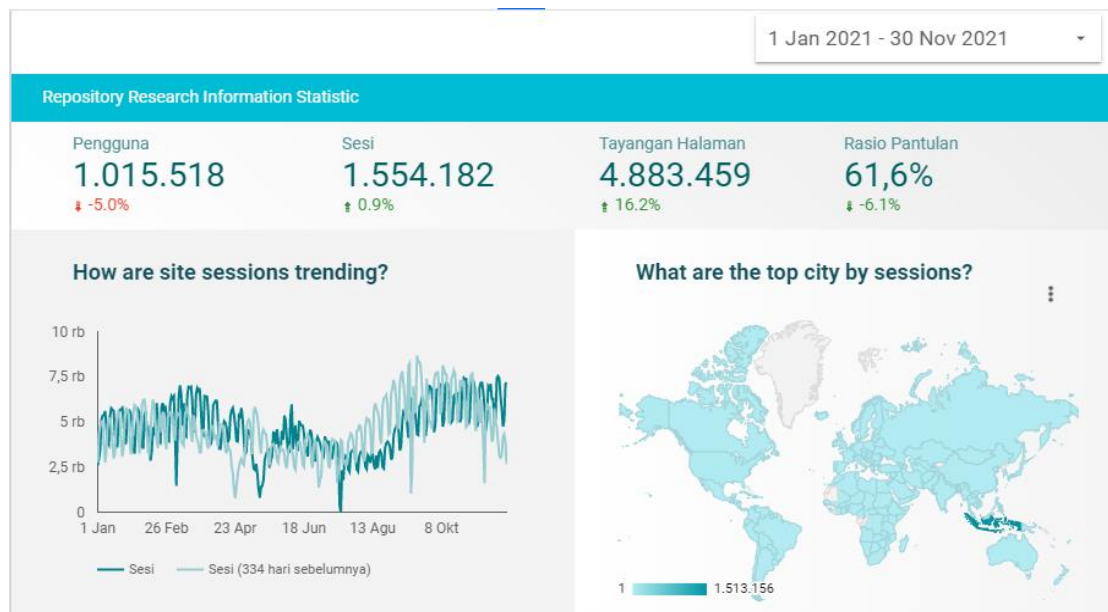 1 Jan 2021 - 30 Nov 2021
Repository Research Information Statistic
Pengguna
1.015.518
-5.0%
Sesi
1.554.182
0.9%
Tayangan Halaman
4.883.459
16.2%
Rasio Pantulan
61,6%
-6.1%
How are site sessions trending?
10 rb
7,5 rb
5 rb
2,5 rb
0
1 Jan 26 Feb 23 Apr 18 Jun 13 Agu 8 Okt
Sesi Sesi (334 hari sebelumnya)
What are the top city by sessions?
1 1.513.156